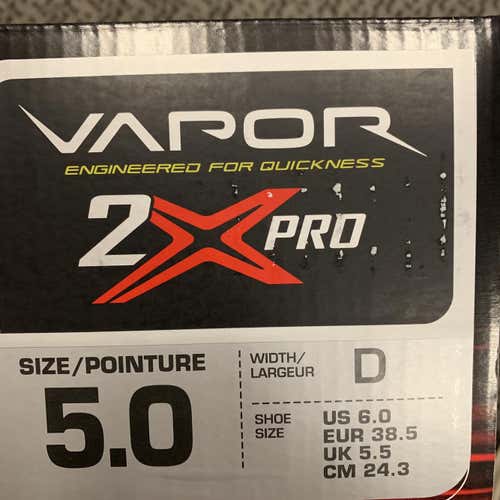 VAPOR
ENGINEERED FOR QUICKNESS
2X PRO
SIZE/POINTURE
5.0
WIDTH/
LARGEUR
D
SHOE
SIZE
US 6.0
EUR 38.5
UK 5.5
CM 24.3